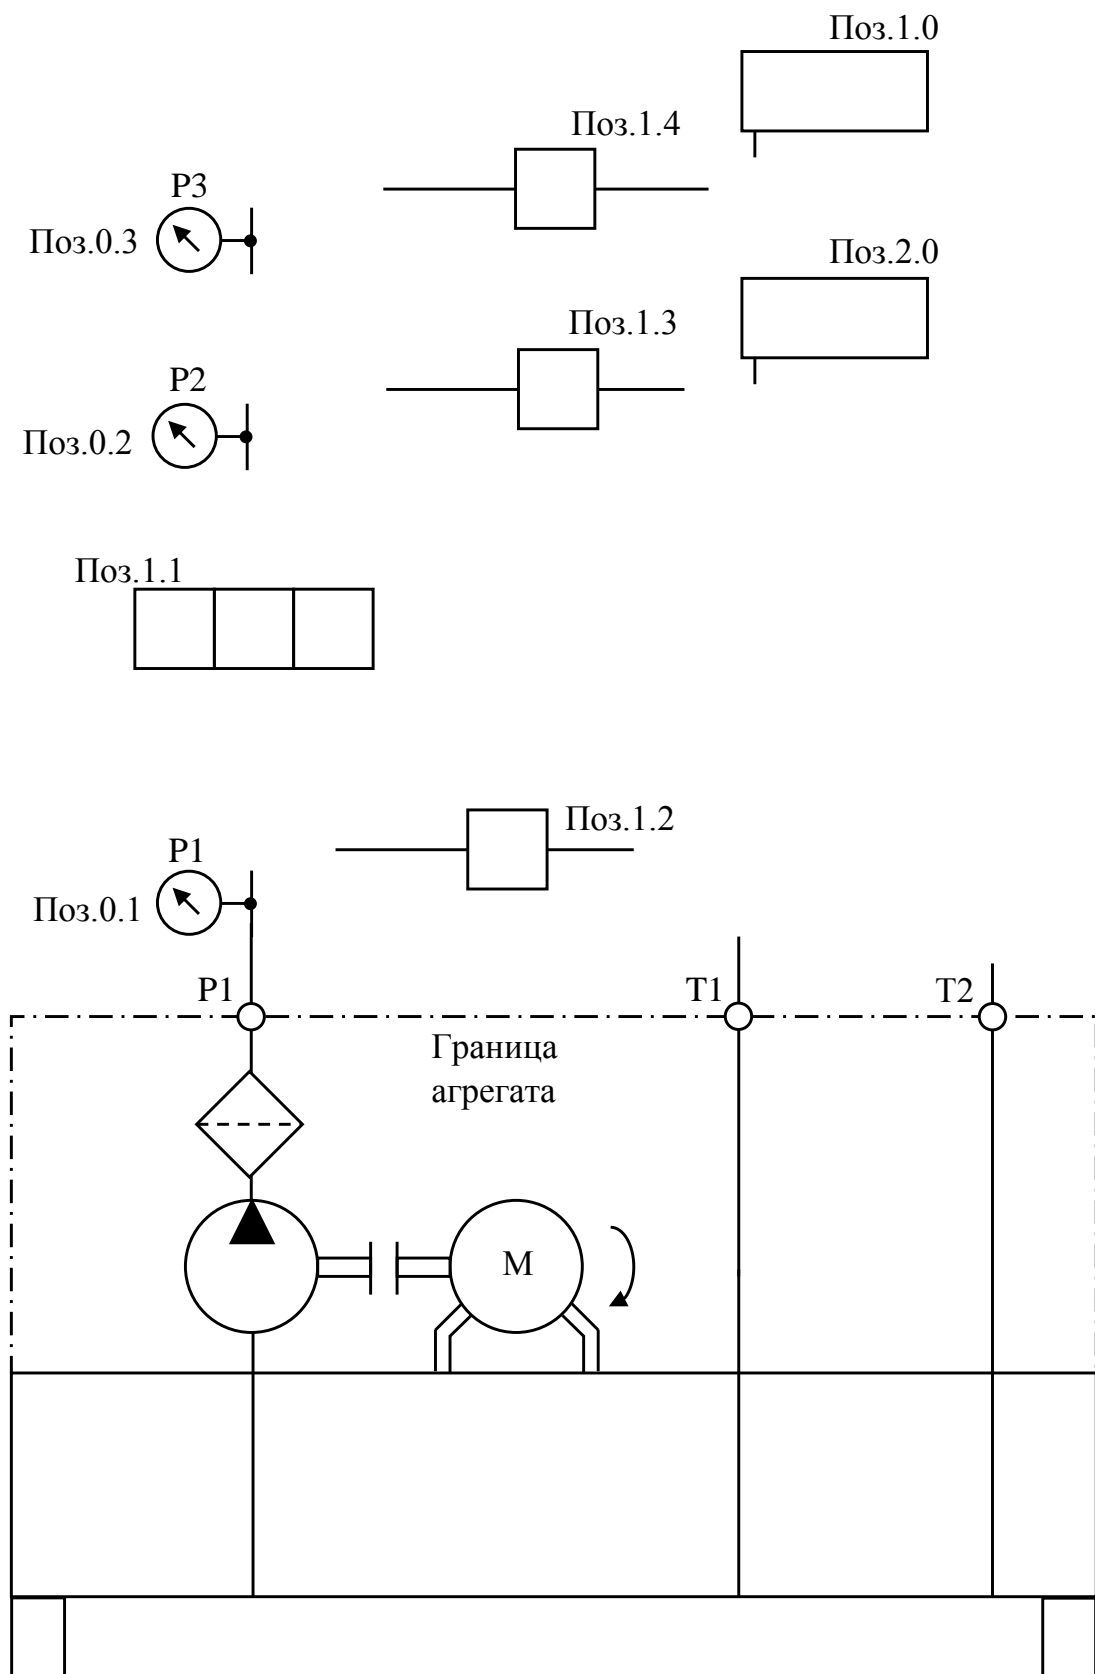 Поз.1.0
Поз.1.4
Р3
Поз.0.3
Поз.2.0
Поз.1.3
Р2
Поз.0.2
Поз.1.1
Поз.1.2
Р1
Поз.0.1
Р1
Т1
Т2
Граница
агрегата
М